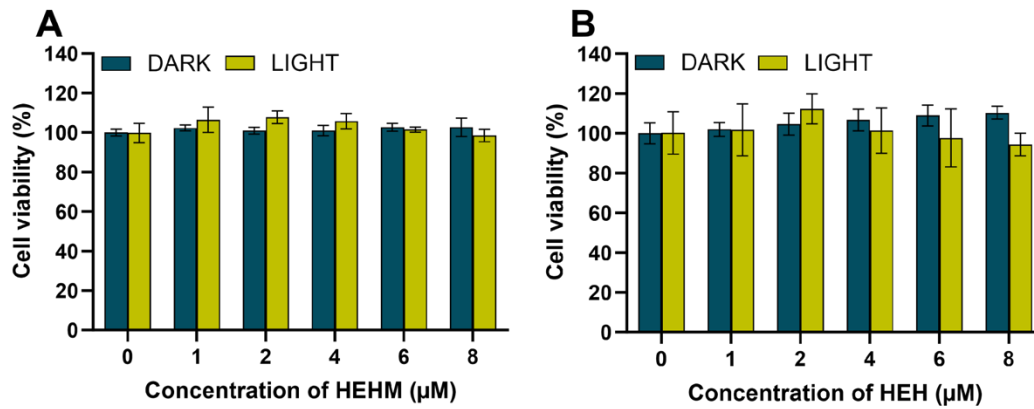 A
DARK LIGHT
Cell viability (%)
140
120
100
80
60
40
20
0
0 1 2 4 6 8
Concentration of HEHM (µM)
B
DARK LIGHT
Cell viability (%)
140
120
100
80
60
40
20
0
0 1 2 4 6 8
Concentration of HEH (µM)